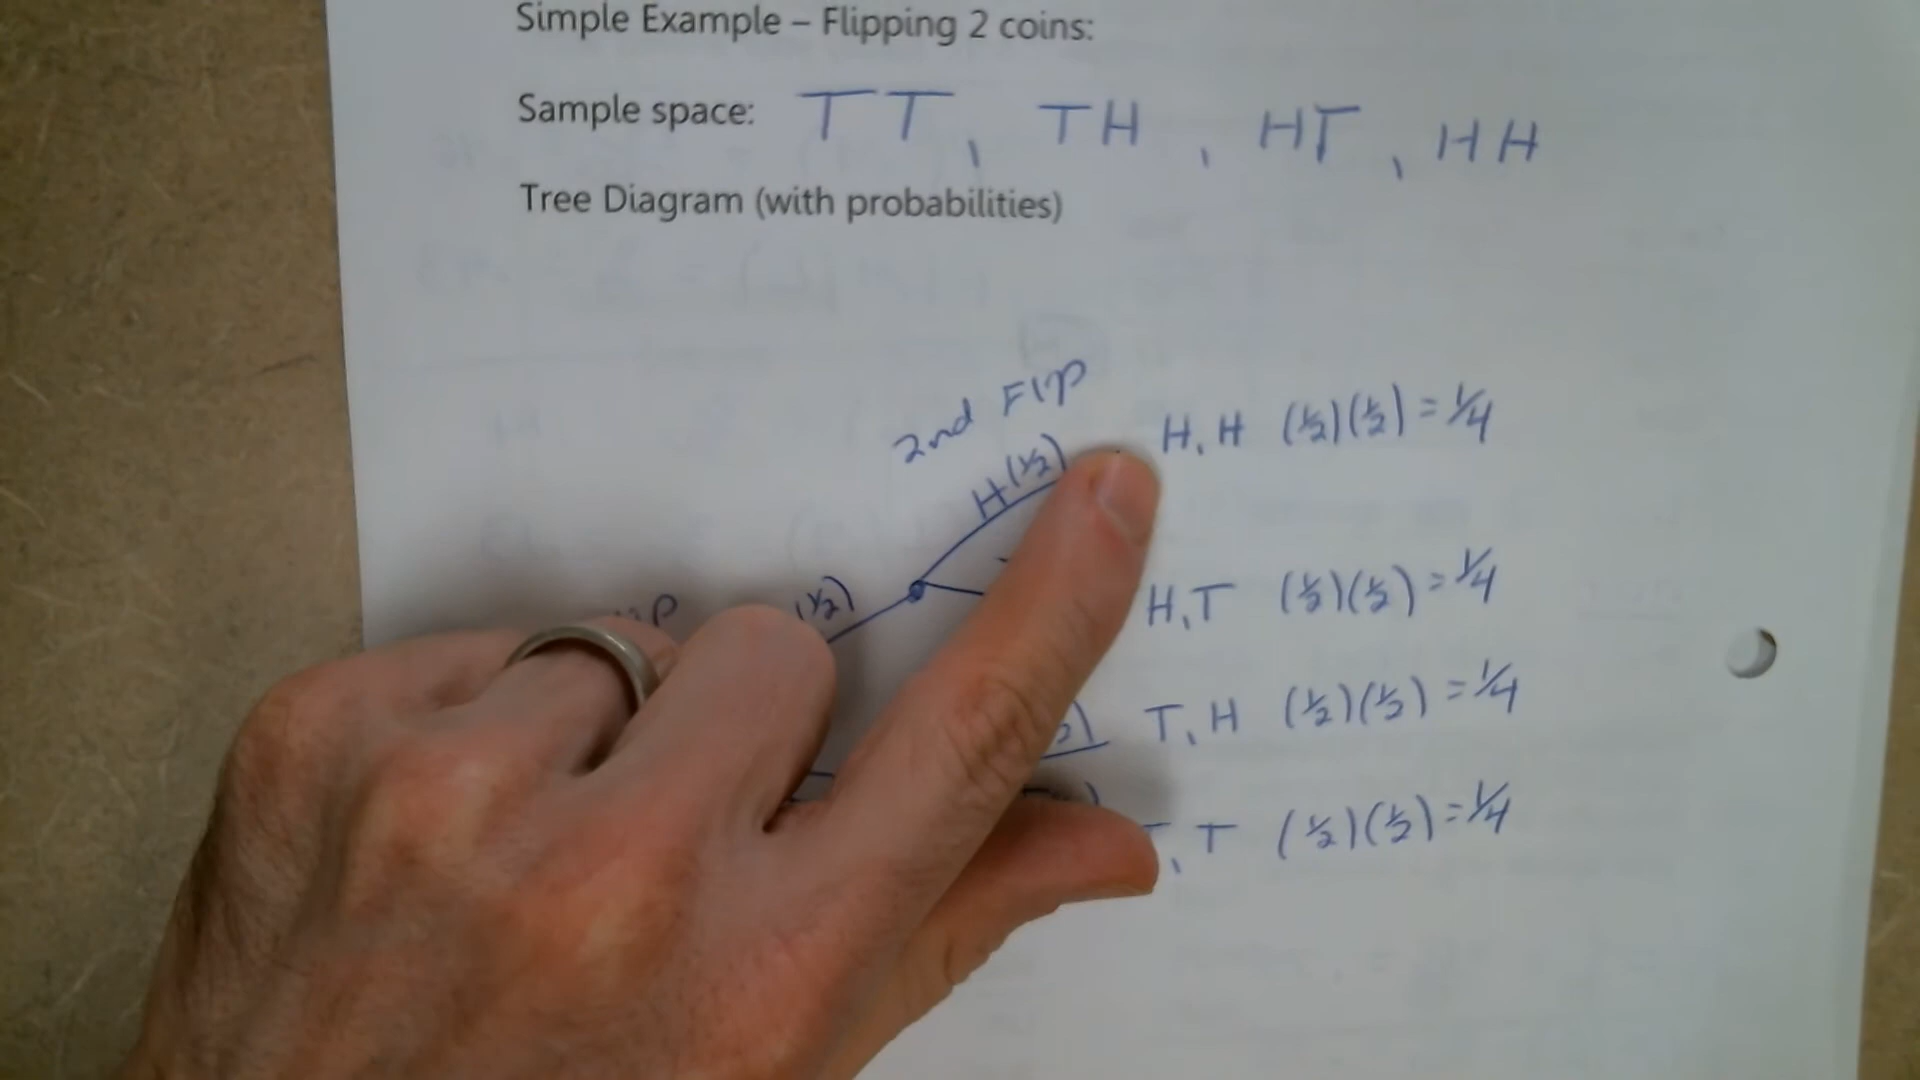 Simple Example – Flipping 2 coins:
Sample space: TT, TH, HT, HH
Tree Diagram (with probabilities)
2nd Flip
H(½)
(½)
H, H (½)(½) = ¼
H, T (½)(½) = ¼
T, H (½)(½) = ¼
, T (½)(½) = ¼